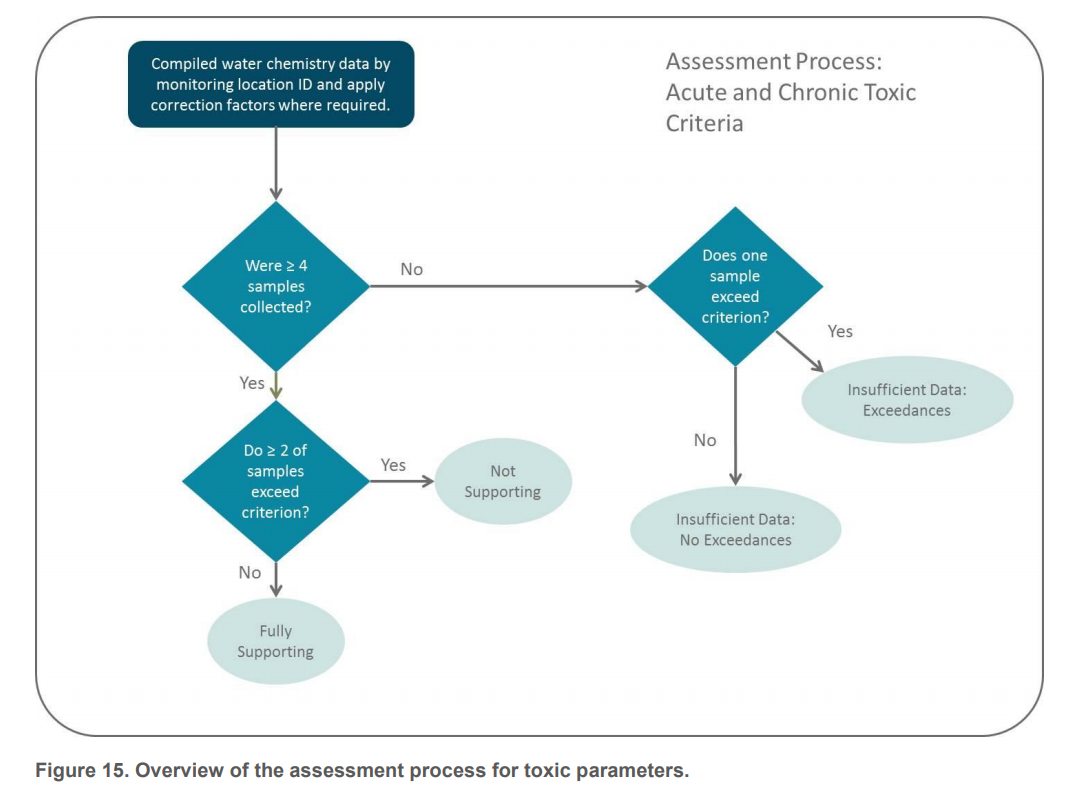 Compiled water chemistry data by
monitoring location ID and apply
correction factors where required.
Assessment Process:
Acute and Chronic Toxic
Criteria
Were ≥ 4
samples
collected?
No
Does one
sample
exceed
criterion?
Yes
Insufficient Data:
Exceedances
No
Insufficient Data:
No Exceedances
Yes
Do ≥ 2 of
samples
exceed
criterion?
Yes
Not
Supporting
No
Fully
Supporting
Figure 15. Overview of the assessment process for toxic parameters.